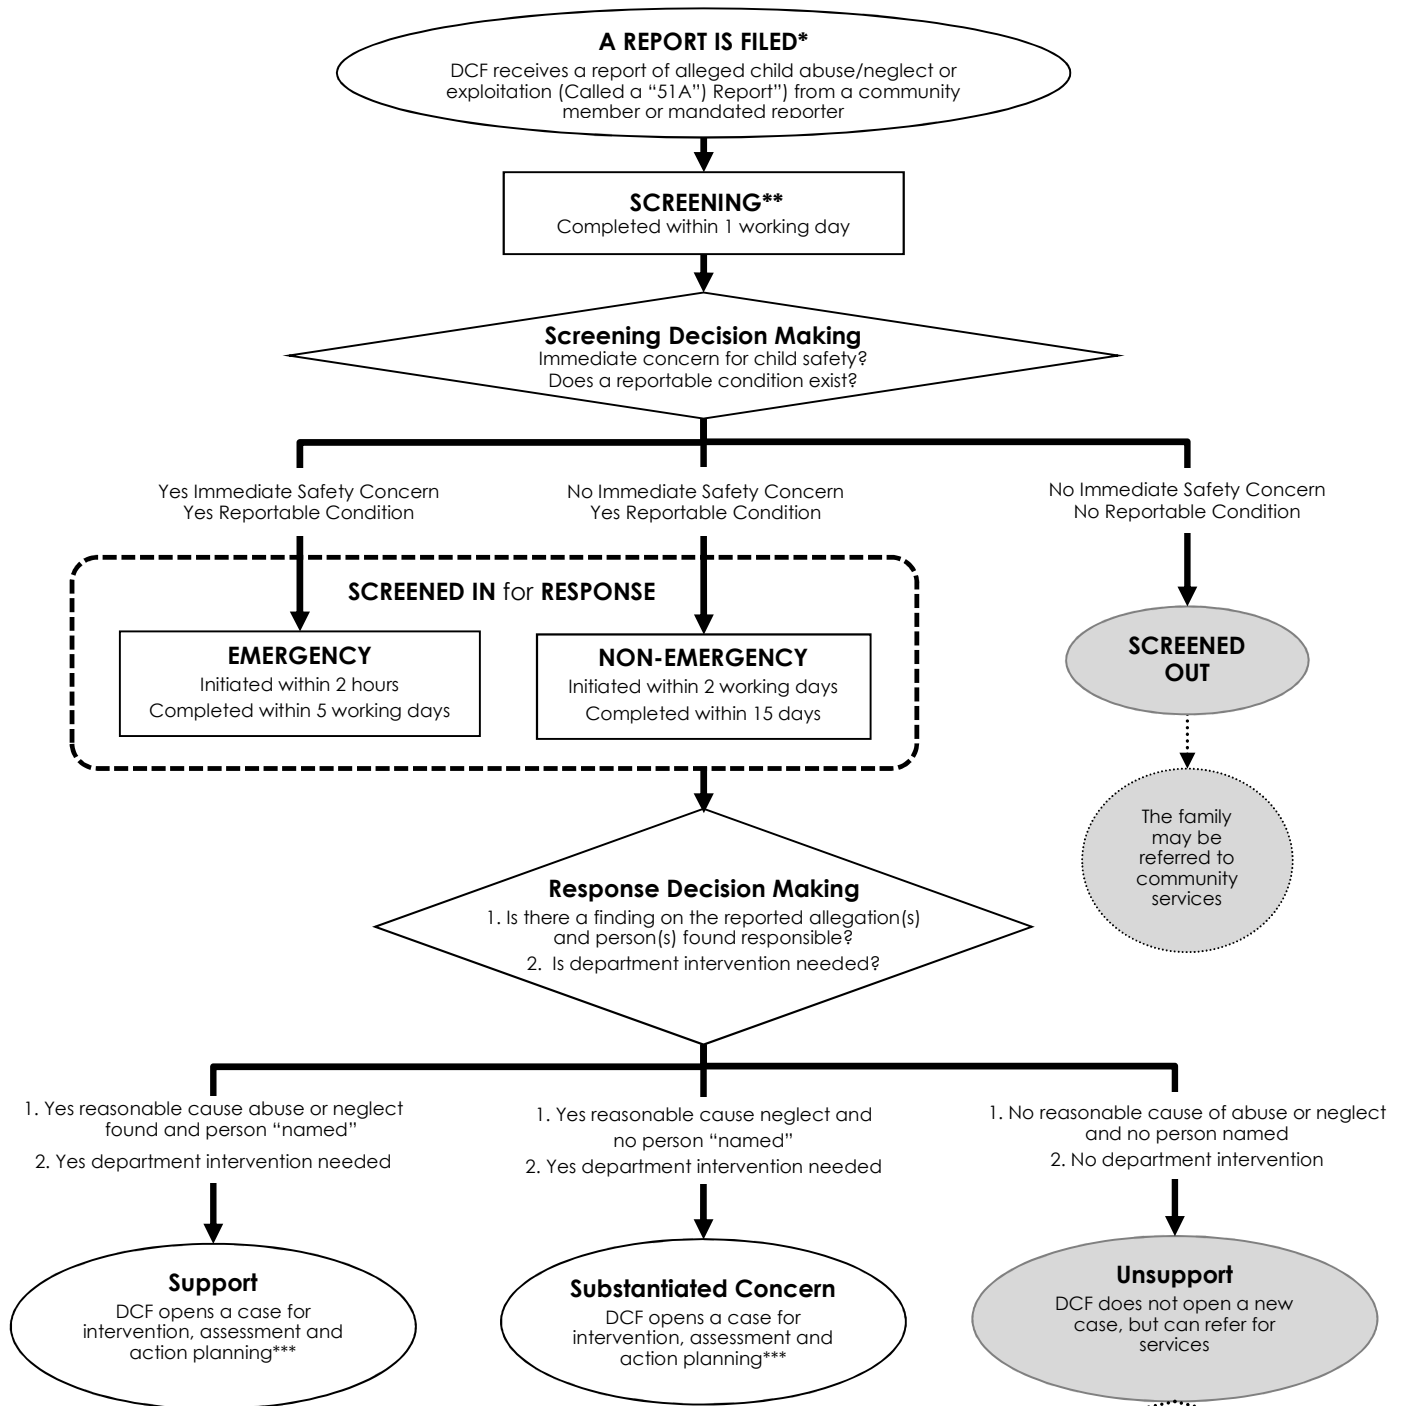 A REPORT IS FILED*
DCF receives a report of alleged child abuse/neglect or
exploitation (Called a “51A”) Report”) from a community
member or mandated reporter
SCREENING**
Completed within 1 working day
Screening Decision Making
Immediate concern for child safety?
Does a reportable condition exist?
Yes Immediate Safety Concern
Yes Reportable Condition
No Immediate Safety Concern
Yes Reportable Condition
No Immediate Safety Concern
No Reportable Condition
SCREENED IN for RESPONSE
EMERGENCY
Initiated within 2 hours
Completed within 5 working days
NON-EMERGENCY
Initiated within 2 working days
Completed within 15 days
SCREENED
OUT
The family
may be
referred to
community
services
Response Decision Making
1. Is there a finding on the reported allegation(s)
and person(s) found responsible?
2. Is department intervention needed?
1. Yes reasonable cause abuse or neglect
found and person “named”
2. Yes department intervention needed
1. Yes reasonable cause neglect and
no person “named”
2. Yes department intervention needed
1. No reasonable cause of abuse or neglect
and no person named
2. No department intervention
Support
DCF opens a case for
intervention, assessment and
action planning***
Substantiated Concern
DCF opens a case for
intervention, assessment and
action planning***
Unsupport
DCF does not open a new
case, but can refer for
services